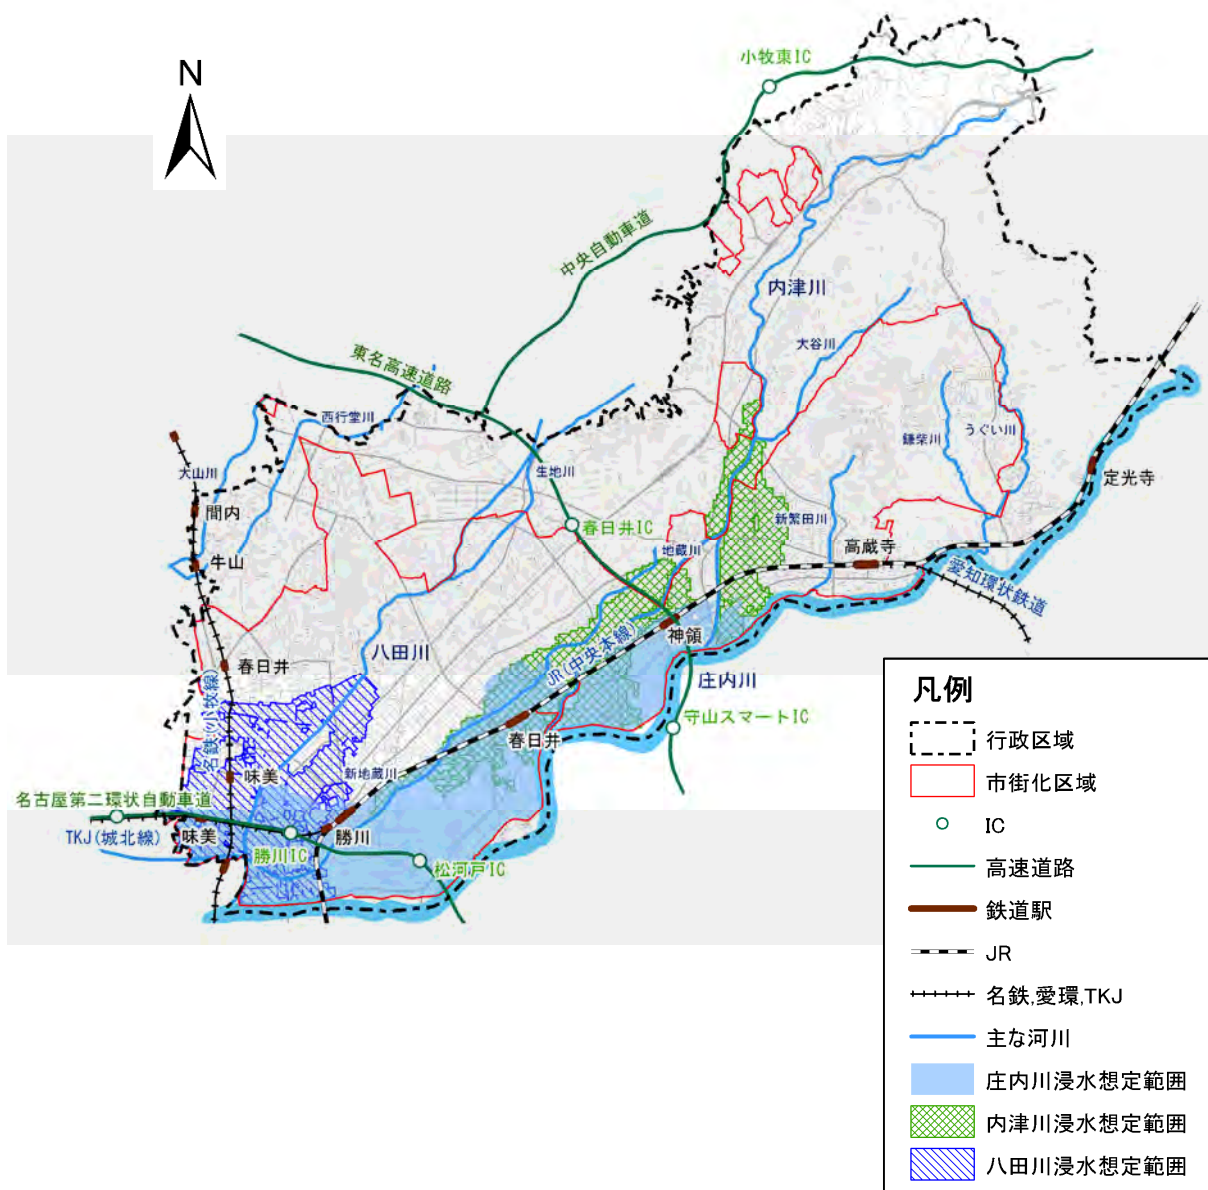 小牧東IC
N
中央自動車道
内津川
大谷川
東名高速道路
西行堂川
鎌柴川
うぐい川
大山川
生地川
定光寺
間内
新繁田川
春日井IC
地蔵川
高蔵寺
牛山
愛知環状鉄道
神領
八田川
JR(中央本線)
春日井
庄内川
名鉄(小牧線)
守山スマートIC
春日井
味美
新地蔵川
名古屋第二環状自動車道
TKJ(城北線)
味美
勝川
勝川IC
松河戸IC
凡例
行政区域
市街化区域
IC
高速道路
鉄道駅
JR
名鉄,愛環,TKJ
主な河川
庄内川浸水想定範囲
内津川浸水想定範囲
八田川浸水想定範囲